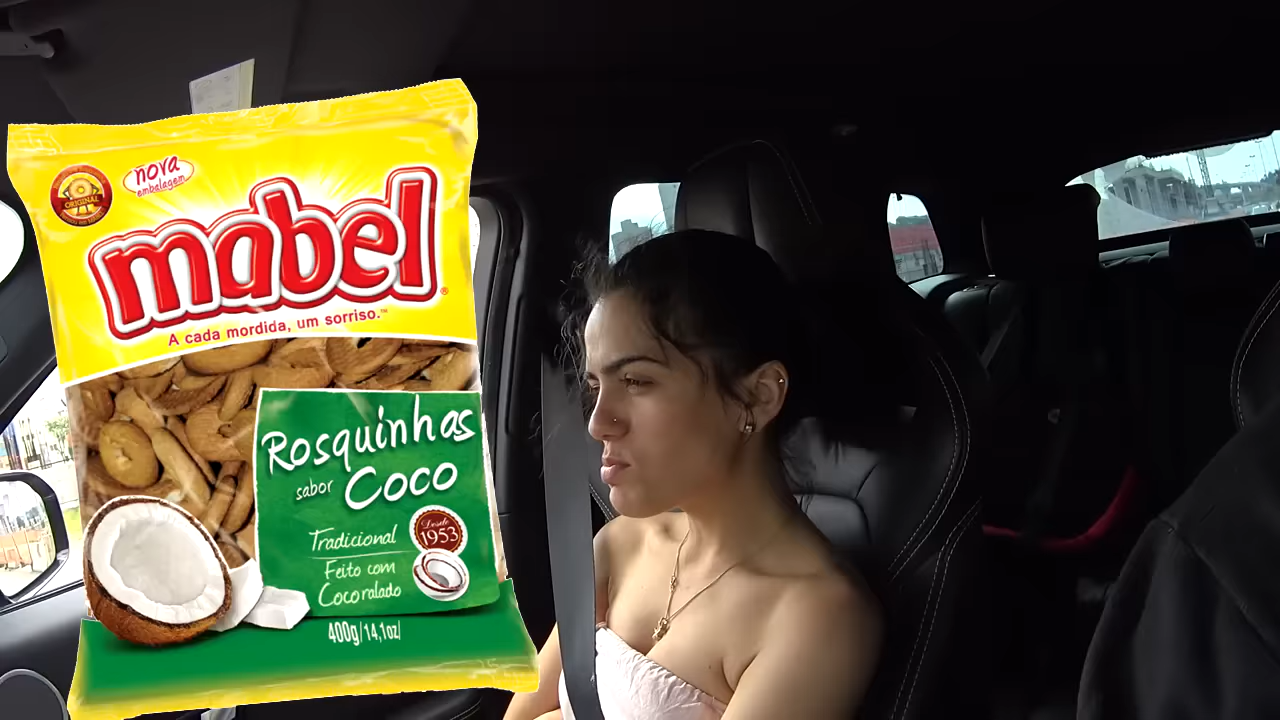 nova
embalagem
ORIGINAL
mabel®
A cada mordida, um sorriso.™
Rosquinhas
sabor Coco
Tradicional
Desde
1953
Feito com
Coco ralado
400g/14,1oz/